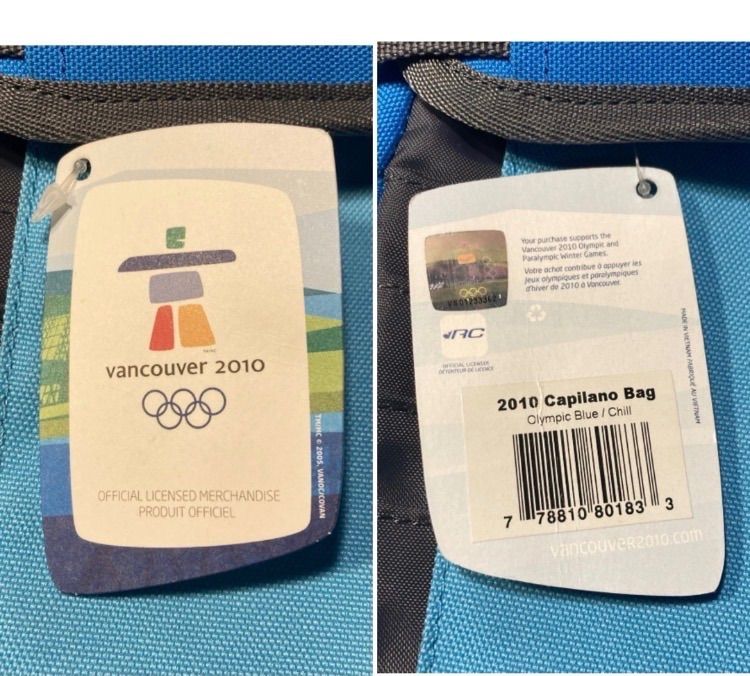 vancouver 2010
OFFICIAL LICENSED MERCHANDISE
PRODUIT OFFICIEL
TM/MC © 2005, VANOC/COVAN
Your purchase supports the
Vancouver 2010 Olympic and
Paralympic Winter Games.
Votre achat contribue à appuyer les
Jeux olympiques et paralympiques
d'hiver de 2010 à Vancouver.
RC
OFFICIAL LICENSEE
DÉTENTEUR DE LICENCE
MADE IN VIETNAM / FABRIQUÉ AU VIETNAM
2010 Capilano Bag
Olympic Blue / Chill
7 78810 80183 3
vancouver2010.com